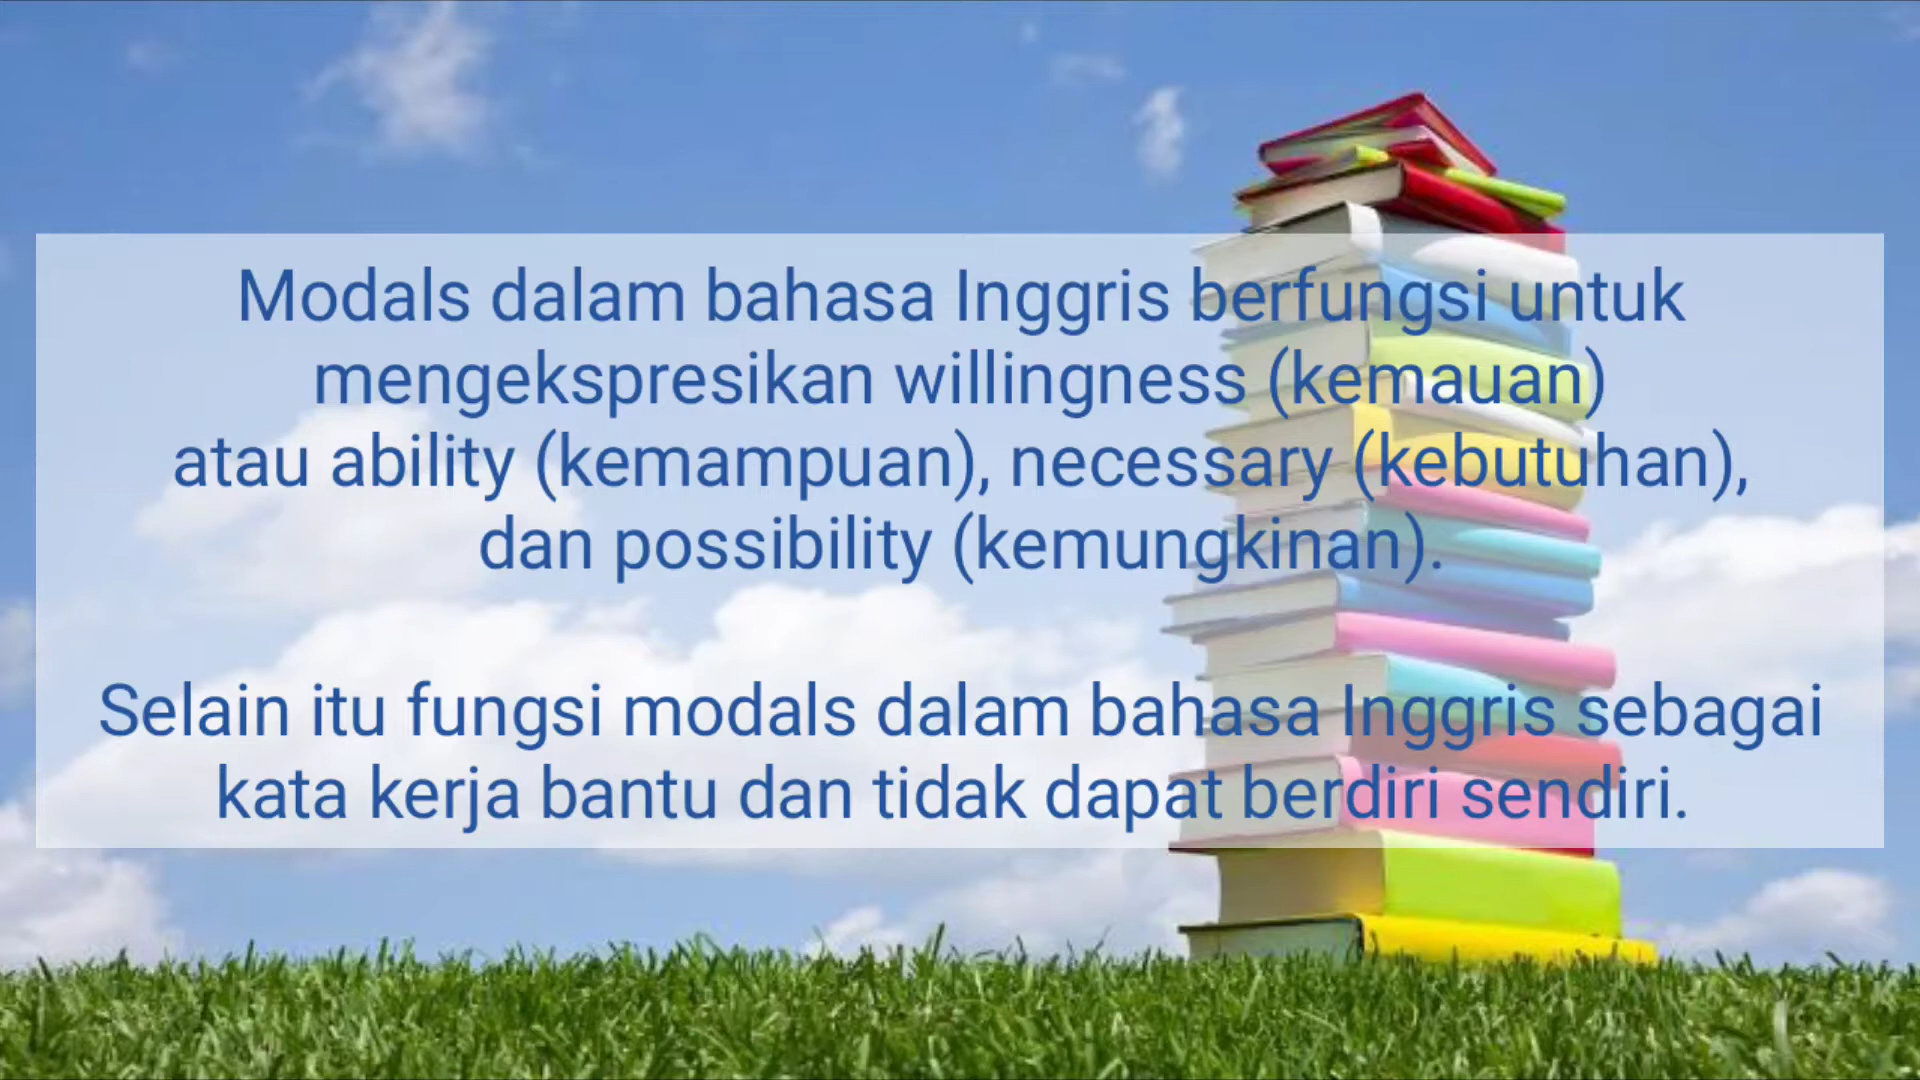 Modals dalam bahasa Inggris berfungsi untuk
mengekspresikan willingness (kemauan)
atau ability (kemampuan), necessary (kebutuhan),
dan possibility (kemungkinan).
Selain itu fungsi modals dalam bahasa Inggris sebagai
kata kerja bantu dan tidak dapat berdiri sendiri.